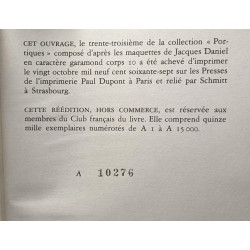 CET OUVRAGE, le trente-troisième de la collection « Por-
tiques » composé d'après les maquettes de Jacques Daniel
en caractère garamond corps 10 a été achevé d'imprimer
le vingt octobre mil neuf cent soixante-sept sur les Presses
de l'imprimerie Paul Dupont à Paris et relié par Schmitt
à Strasbourg.
CETTE RÉÉDITION, HORS COMMERCE, est réservée aux
membres du Club français du livre. Elle comprend quinze
mille exemplaires numérotés de A 1 à A 15 000.
A 10276